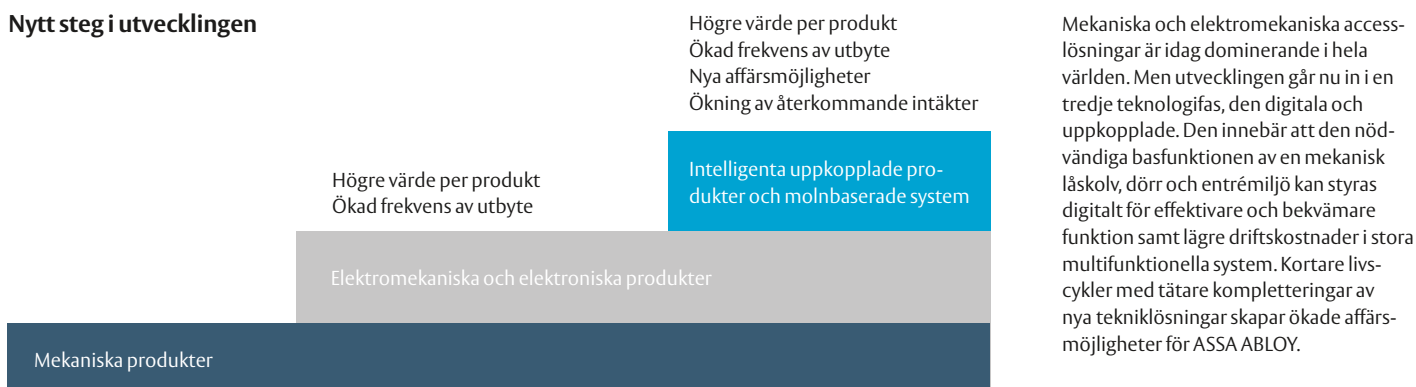 Nytt steg i utvecklingen
Högre värde per produkt
Ökad frekvens av utbyte
Nya affärsmöjligheter
Ökning av återkommande intäkter
Intelligenta uppkopplade pro-
dukter och molnbaserade system
Högre värde per produkt
Ökad frekvens av utbyte
Elektromekaniska och elektroniska produkter
Mekaniska produkter
Mekaniska och elektromekaniska access-
lösningar är idag dominerande i hela
världen. Men utvecklingen går nu in i en
tredje teknologifas, den digitala och
uppkopplade. Den innebär att den nöd-
vändiga basfunktionen av en mekanisk
låskolv, dörr och entrémiljö kan styras
digitalt för effektivare och bekvämare
funktion samt lägre driftskostnader i stora
multifunktionella system. Kortare livs-
cykler med tätare kompletteringar av
nya tekniklösningar skapar ökade affärs-
möjligheter för ASSA ABLOY.